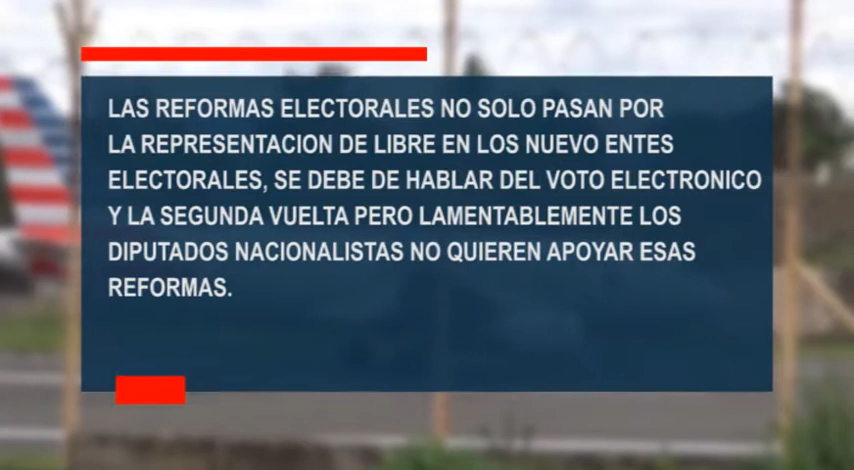 LAS REFORMAS ELECTORALES NO SOLO PASAN POR
LA REPRESENTACION DE LIBRE EN LOS NUEVO ENTES
ELECTORALES, SE DEBE DE HABLAR DEL VOTO ELECTRONICO
Y LA SEGUNDA VUELTA PERO LAMENTABLEMENTE LOS
DIPUTADOS NACIONALISTAS NO QUIEREN APOYAR ESAS
REFORMAS.